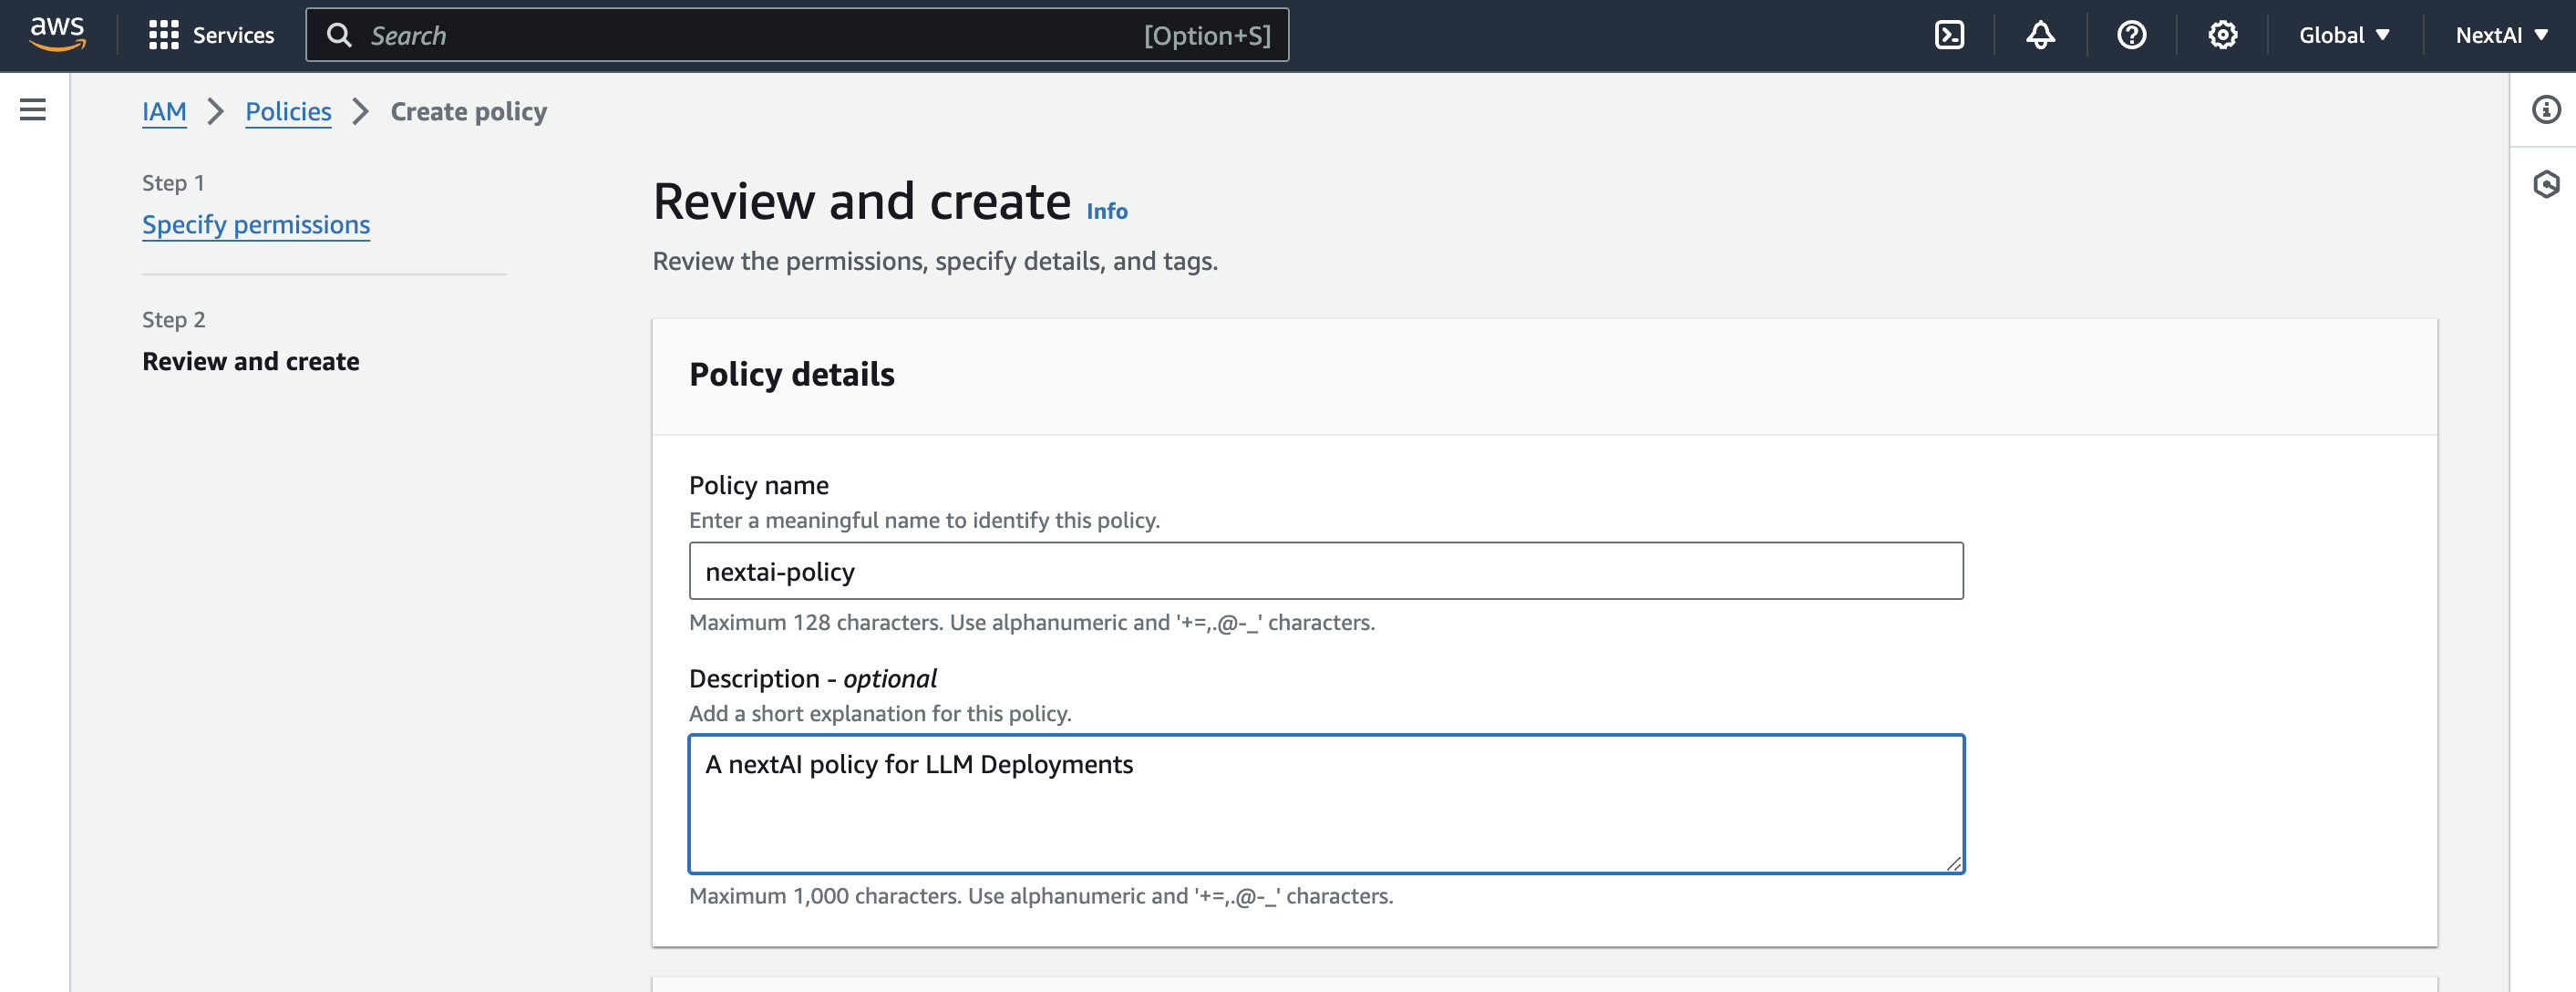 aws Services Search [Option+S] Global NextAI
IAM Policies Create policy
Step 1
Specify permissions
Step 2
Review and create
Review and create Info
Review the permissions, specify details, and tags.
Policy details
Policy name
Enter a meaningful name to identify this policy.
nextai-policy
Maximum 128 characters. Use alphanumeric and '+=,.@-_' characters.
Description - optional
Add a short explanation for this policy.
A nextAI policy for LLM Deployments
Maximum 1,000 characters. Use alphanumeric and '+=,.@-_' characters.